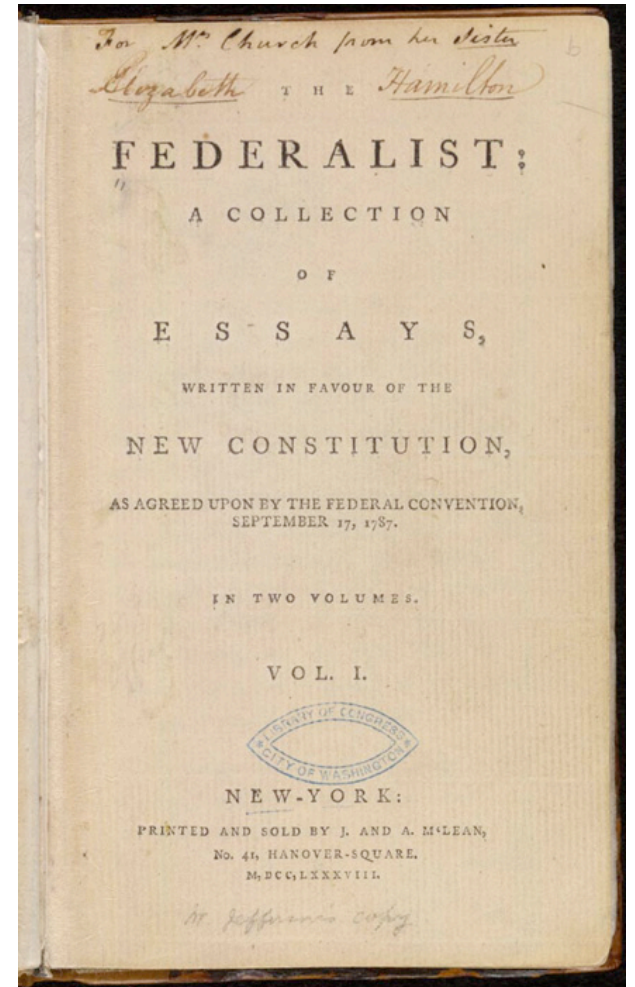 For Mrs. Church from her Sister
Elizabeth Hamilton
THE
FEDERALIST:
A COLLECTION
OF
ESSAYS,
WRITTEN IN FAVOUR OF THE
NEW CONSTITUTION,
AS AGREED UPON BY THE FEDERAL CONVENTION,
SEPTEMBER 17, 1787.
IN TWO VOLUMES.
VOL. I.
LIBRARY OF CONGRESS
CITY OF WASHINGTON
NEW-YORK:
PRINTED AND SOLD BY J. AND A. M‘LEAN,
No. 41, HANOVER-SQUARE.
M,DCC,LXXXVIII.
Mr. Jefferson's copy